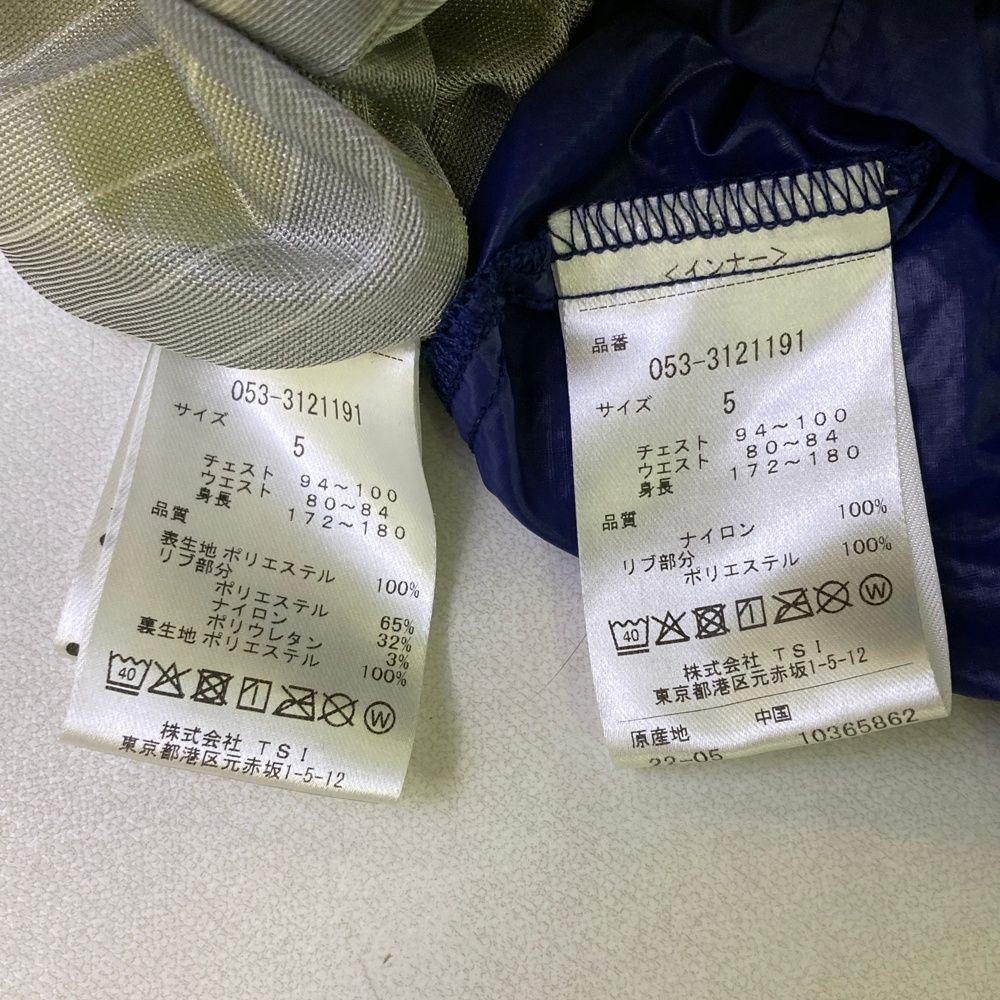 053-3121191
サイズ
5
チェスト 94～100
ウエスト 80～84
身長 172～180
品質
表生地 ポリエステル 100%
リブ部分
ポリエステル 65%
ナイロン 32%
ポリウレタン 3%
裏生地 ポリエステル 100%
40 W
株式会社 TSI
東京都港区元赤坂1-5-12
<インナー>
品番
053-3121191
サイズ 5
チェスト 94～100
ウエスト 80～84
身長 172～180
品質
ナイロン 100%
リブ部分
ポリエステル 100%
40 W
株式会社 TSI
東京都港区元赤坂1-5-12
原産地 中国
22-05 10365862